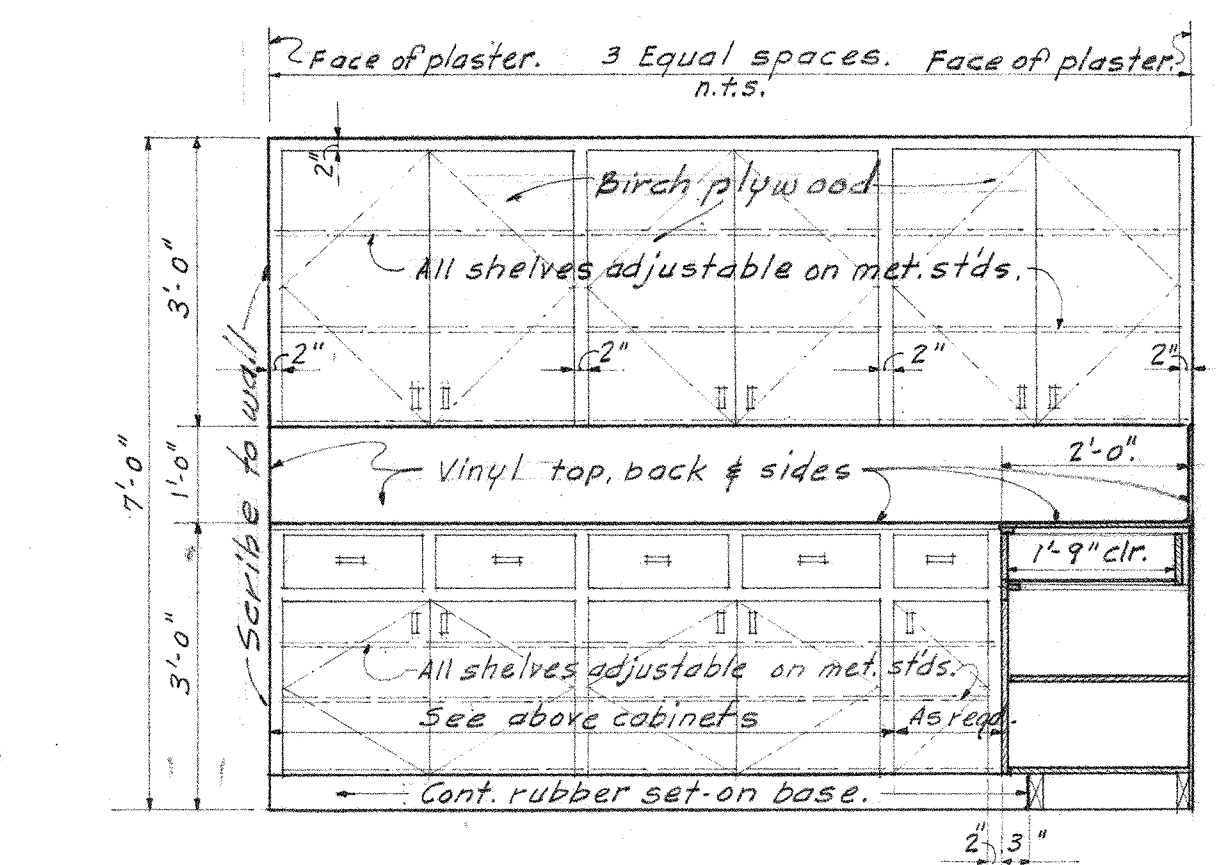 Face of plaster. 3 Equal spaces. Face of plaster.
n.t.s.
2"
Birch plywood
3'-0"
All shelves adjustable on met. st'ds.
2" 2" 2" 2"
Scribe to wall
7'-0"
1'-0"
2'-0".
Vinyl top, back & sides
1'-9" clr.
3'-0"
All shelves adjustable on met. st'ds.
See above cabinets As reqd.
Cont. rubber set-on base.
2" 3"